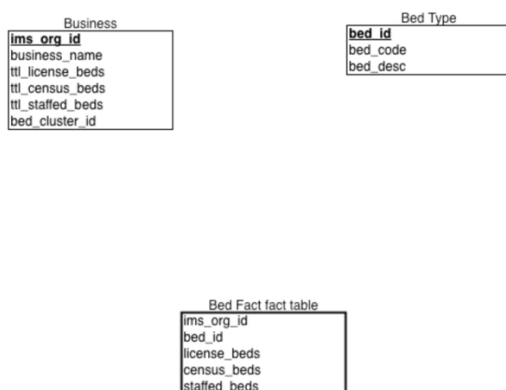 Business
ims_org_id
business_name
ttl_license_beds
ttl_census_beds
ttl_staffed_beds
bed_cluster_id
Bed Type
bed_id
bed_code
bed_desc
Bed Fact fact table
ims_org_id
bed_id
license_beds
census_beds
staffed_beds